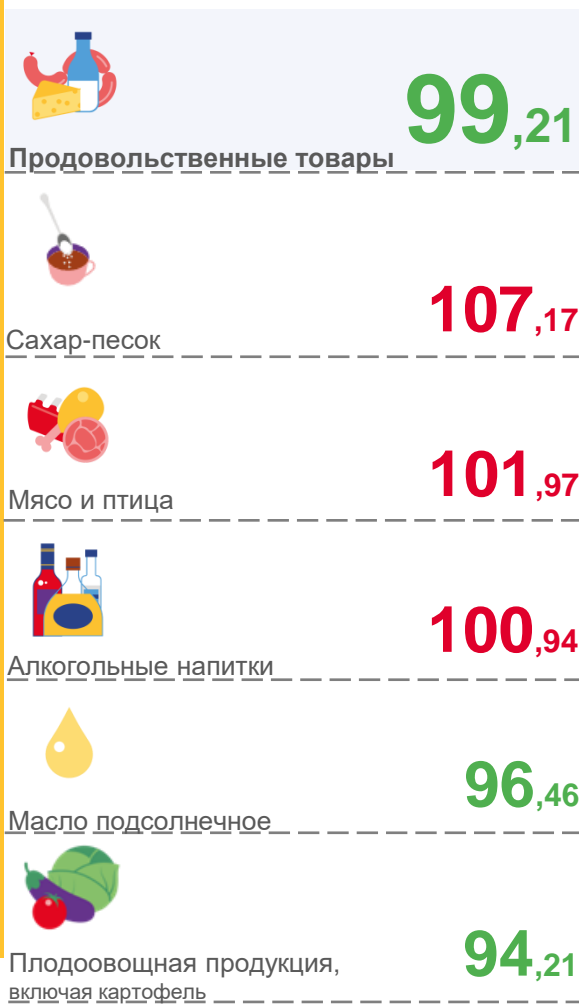 99,21
Продовольственные товары
107,17
Сахар-песок
101,97
Мясо и птица
100,94
Алкогольные напитки
96,46
Масло подсолнечное
94,21
Плодоовощная продукция,
включая картофель